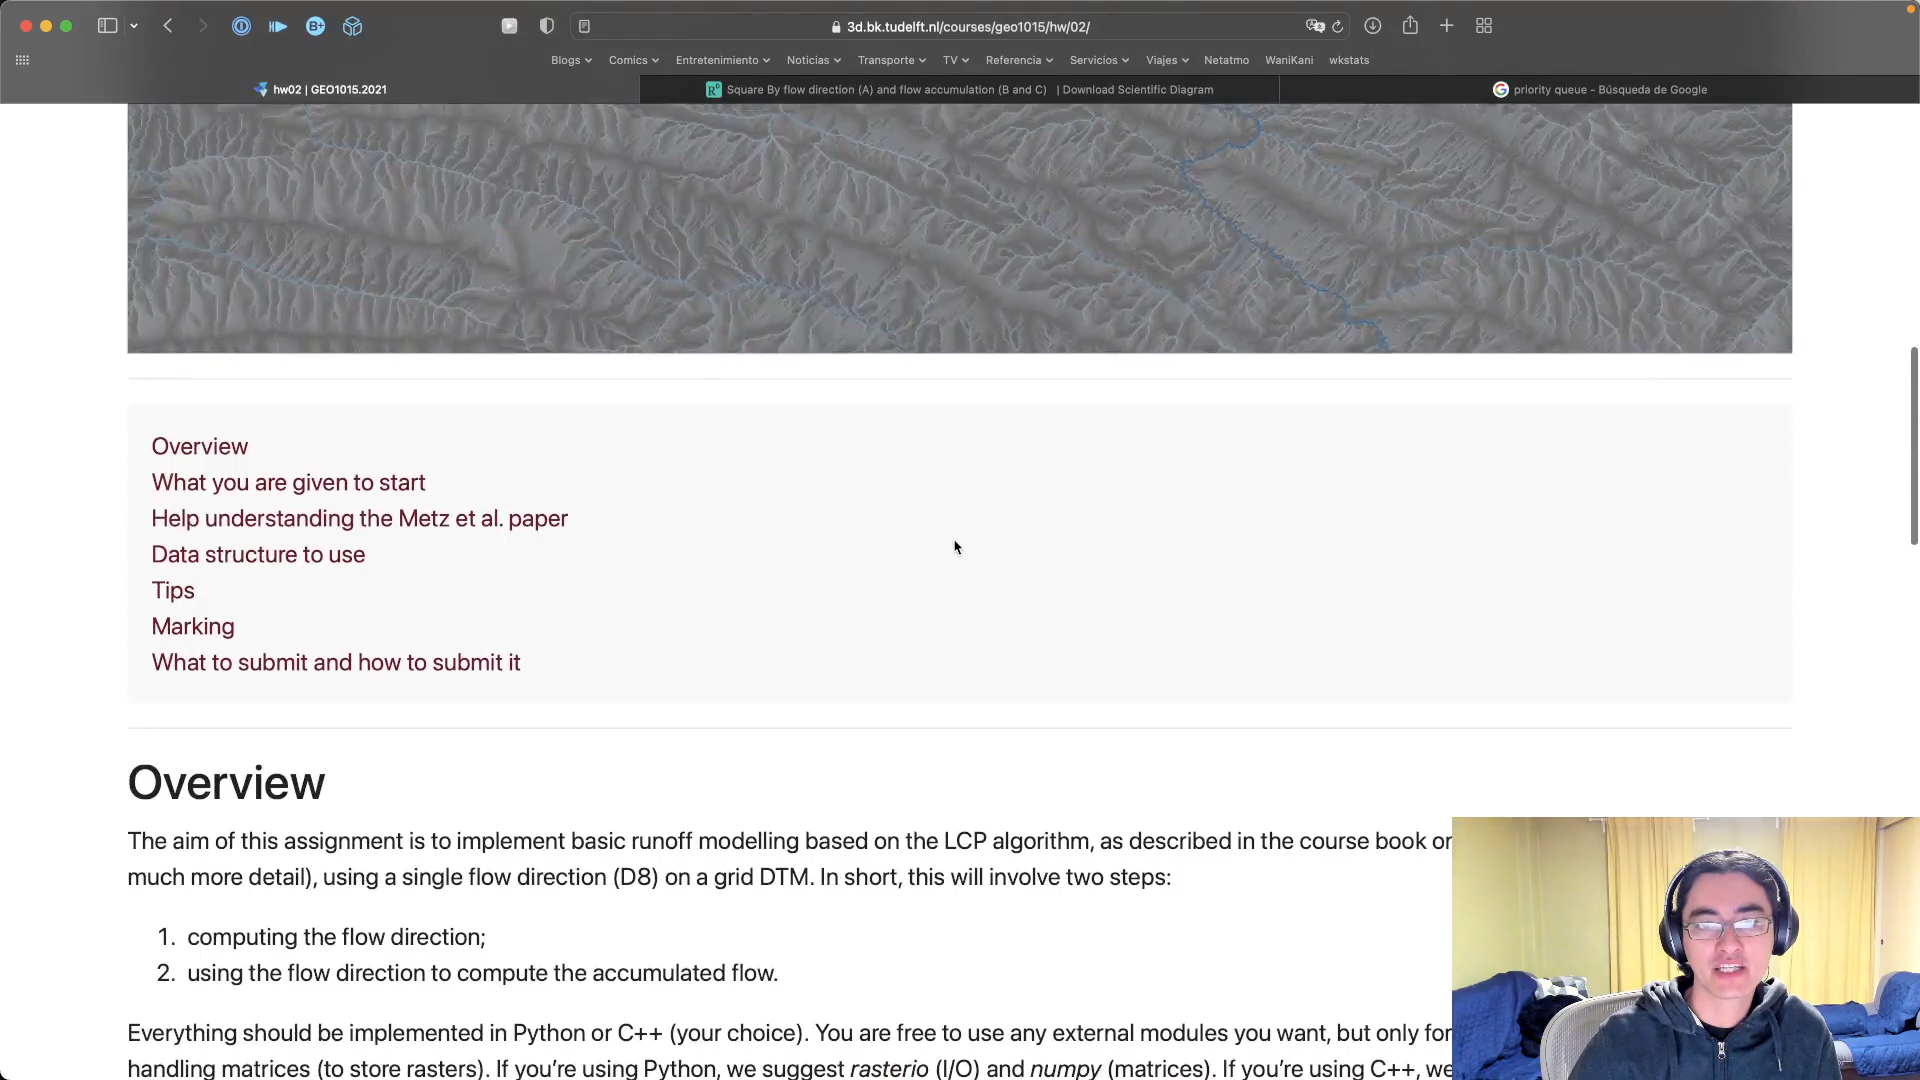 3d.bk.tudelft.nl/courses/geo1015/hw/02/
Blogs Comics Entretenimiento Noticias Transporte TV Referencia Servicios Viajes Netatmo WaniKani wkstats
hw02 | GEO1015.2021
Square By flow direction (A) and flow accumulation (B and C) | Download Scientific Diagram
priority queue - Búsqueda de Google
Overview
What you are given to start
Help understanding the Metz et al. paper
Data structure to use
Tips
Marking
What to submit and how to submit it
Overview
The aim of this assignment is to implement basic runoff modelling based on the LCP algorithm, as described in the course book or
much more detail), using a single flow direction (D8) on a grid DTM. In short, this will involve two steps:
1. computing the flow direction;
2. using the flow direction to compute the accumulated flow.
Everything should be implemented in Python or C++ (your choice). You are free to use any external modules you want, but only for
handling matrices (to store rasters). If you're using Python, we suggest rasterio (I/O) and numpy (matrices). If you're using C++, we